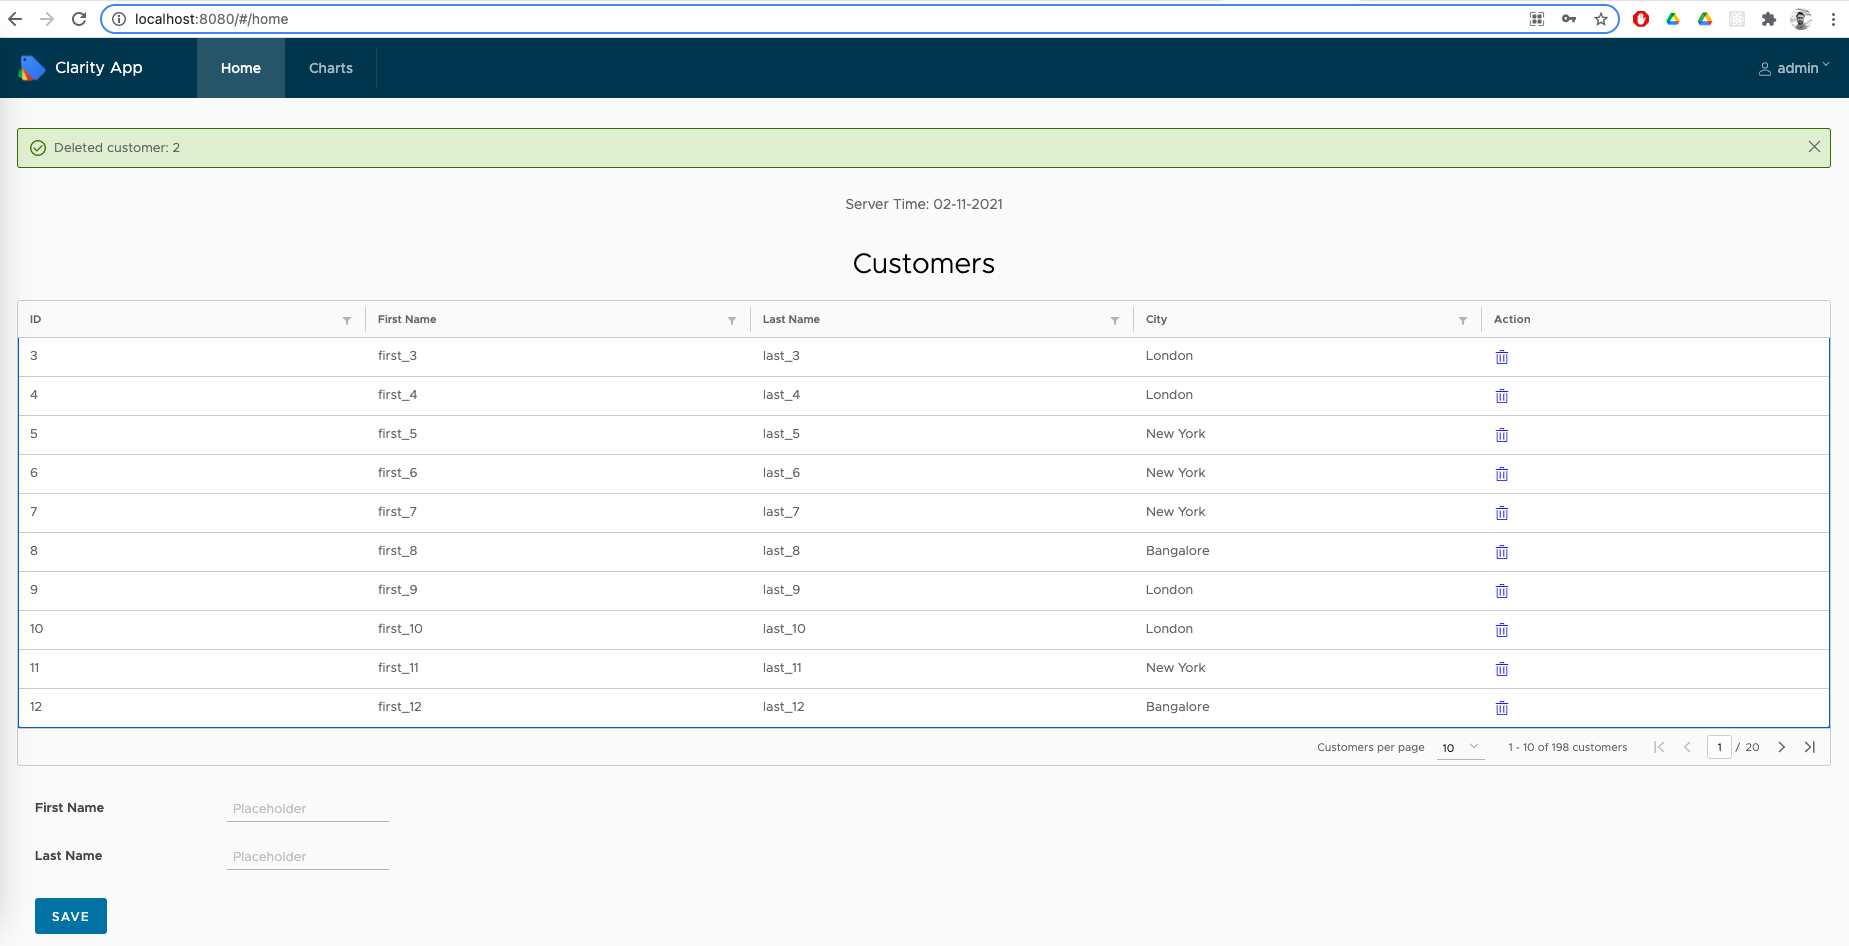 localhost:8080/#/home
Clarity App Home Charts admin
Deleted customer: 2
Server Time: 02-11-2021
Customers
ID First Name Last Name City Action
3 first_3 last_3 London
4 first_4 last_4 London
5 first_5 last_5 New York
6 first_6 last_6 New York
7 first_7 last_7 New York
8 first_8 last_8 Bangalore
9 first_9 last_9 London
10 first_10 last_10 London
11 first_11 last_11 New York
12 first_12 last_12 Bangalore
Customers per page 10 1 - 10 of 198 customers 1 / 20
First Name Placeholder
Last Name Placeholder
SAVE